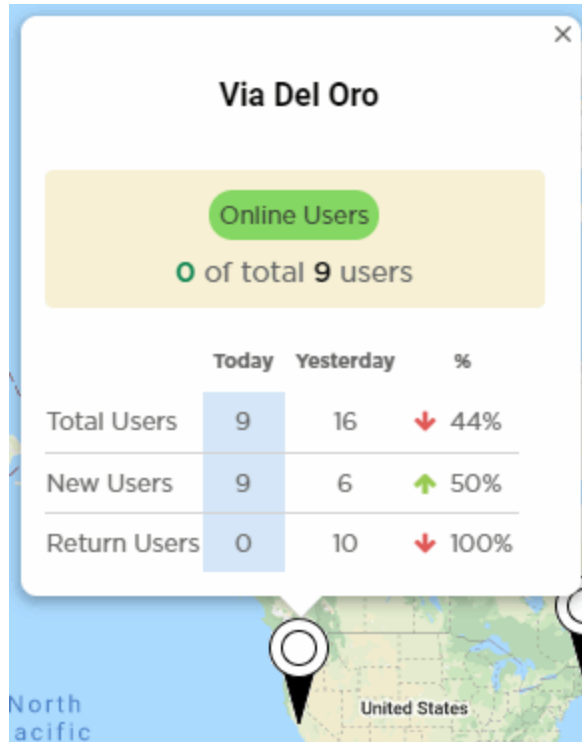 ×
Via Del Oro
Online Users
0 of total 9 users
Today Yesterday %
Total Users 9 16 ↓ 44%
New Users 9 6 ↑ 50%
Return Users 0 10 ↓ 100%
United States
North
acific